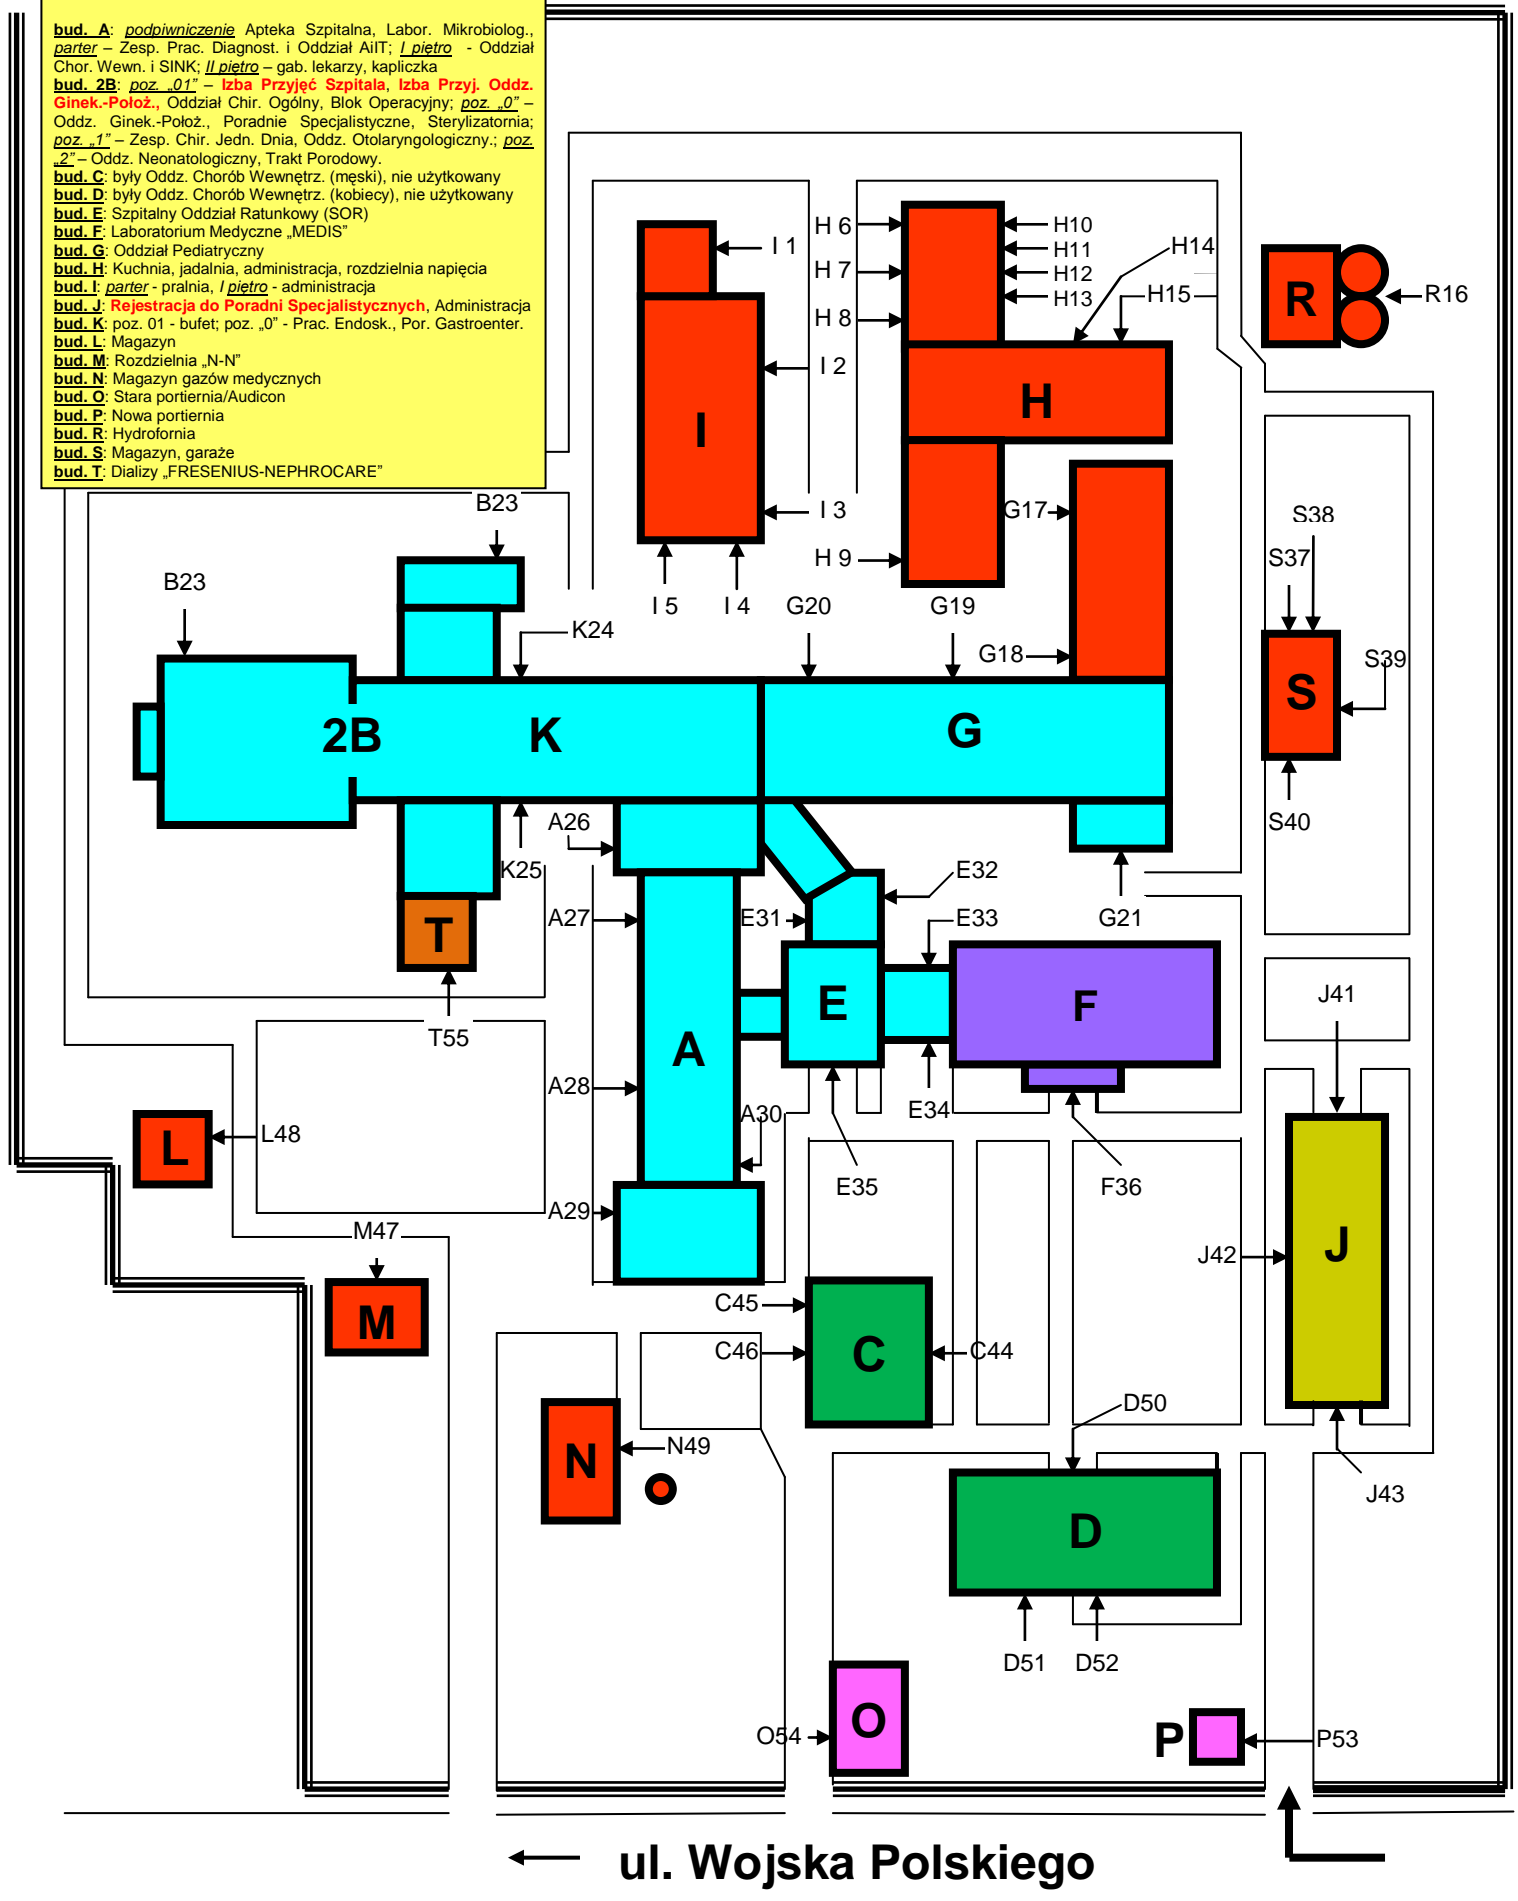 bud. A: podpiwniczenie Apteka Szpitalna, Labor. Mikrobiolog.,
parter – Zesp. Prac. Diagnost. i Oddział AiIT; I piętro - Oddział
Chor. Wewn. i SINK; II piętro – gab. lekarzy, kapliczka
bud. 2B: poz. „01” – Izba Przyjęć Szpitala, Izba Przyj. Oddz.
Ginek.-Położ., Oddział Chir. Ogólny, Blok Operacyjny; poz. „0” –
Oddz. Ginek.-Położ., Poradnie Specjalistyczne, Sterylizatornia;
poz. „1” – Zesp. Chir. Jedn. Dnia, Oddz. Otolaryngologiczny.; poz.
„2” – Oddz. Neonatologiczny, Trakt Porodowy.
bud. C: były Oddz. Chorób Wewnętrz. (męski), nie użytkowany
bud. D: były Oddz. Chorób Wewnętrz. (kobiecy), nie użytkowany
bud. E: Szpitalny Oddział Ratunkowy (SOR)
bud. F: Laboratorium Medyczne „MEDIS”
bud. G: Oddział Pediatryczny
bud. H: Kuchnia, jadalnia, administracja, rozdzielnia napięcia
bud. I: parter - pralnia, I piętro - administracja
bud. J: Rejestracja do Poradni Specjalistycznych, Administracja
bud. K: poz. 01 - bufet; poz. „0” - Prac. Endosk., Por. Gastroenter.
bud. L: Magazyn
bud. M: Rozdzielnia „N-N”
bud. N: Magazyn gazów medycznych
bud. O: Stara portiernia/Audicon
bud. P: Nowa portiernia
bud. R: Hydrofornia
bud. S: Magazyn, garaże
bud. T: Dializy „FRESENIUS-NEPHROCARE”
H 6
H10
I 1
H11
H14
H 7
H12
H13
H15
R
R16
H 8
I 2
H
I
B23
I 3
G17
S38
H 9
S37
B23
I 5
I 4
G20
G19
K24
G18
S39
S
2B
K
G
A26
S40
K25
E32
A27
E31
E33
G21
T
E
F
J41
T55
A
A28
E34
A30
L48
L
E35
F36
A29
M47
J42
J
C45
M
C46
C
C44
D50
N49
N
J43
D
D51
D52
O
O54
P
P53
ul. Wojska Polskiego